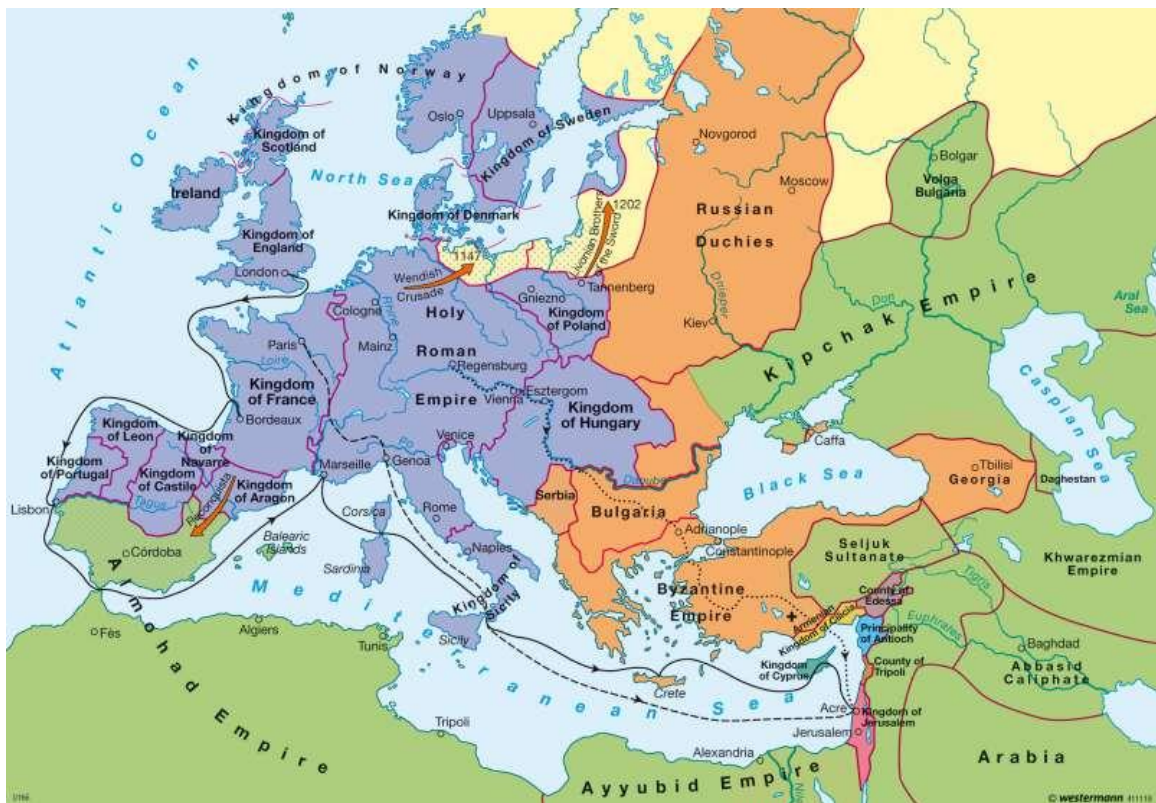 Atlantic Ocean
Kingdom of Norway
Kingdom of
Scotland
Oslo
Uppsala
Kingdom of Sweden
Novgorod
Bolgar
Volga
Bulgaria
Moscow
North Sea
Ireland
Kingdom of Denmark
1202
Livonian Brothers
of the Sword
Russian
Duchies
Kingdom of
England
London
1147
Wendish
Crusade
Tannenberg
Gniezno
Kingdom
of Poland
Dnieper
Don
Kipchak Empire
Aral
Sea
Cologne
Rhine
Holy
Roman
Empire
Kiev
Paris
Mainz
Loire
Regensburg
Esztergom
Vienna
Kingdom
of France
Kingdom
of Hungary
Caspian Sea
Bordeaux
Kingdom
of Leon
Kingdom
of
Navarre
Kingdom
of Portugal
Kingdom of
Castile
Kingdom
of Aragon
Reconquista
Tagus
Venice
Po
Genoa
Marseille
Caffa
Danube
Black Sea
Tbilisi
Georgia
Daghestan
Lisbon
Serbia
Bulgaria
Corsica
Rome
Adrianople
Constantinople
Seljuk
Sultanate
Khwarezmian
Empire
Córdoba
Balearic
Islands
Sardinia
Naples
Kingdom of
Sicily
Byzantine
Empire
County of
Edessa
Tigris
Armenian
Kingdom of Cilicia
Principality
of Antioch
Euphrates
Baghdad
Abbasid
Caliphate
Almohad Empire
Fès
Algiers
Tunis
Sicily
Mediterranean Sea
Crete
Kingdom
of Cyprus
County of
Tripoli
Acre
Kingdom of
Jerusalem
Jerusalem
Tripoli
Alexandria
Ayyubid Empire
Arabia
© westermann